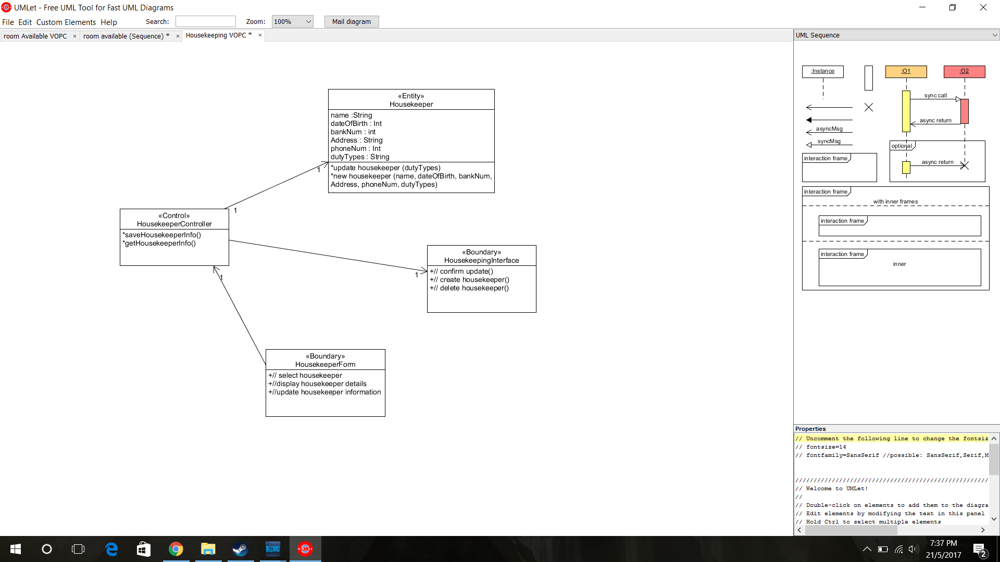 UMLet - Free UML Tool for Fast UML Diagrams
File Edit Custom Elements Help Search: Zoom: 100% Mail diagram
room Available VOPC × room available (Sequence) * × Housekeeping VOPC * ×
«Entity»
Housekeeper
name :String
dateOfBirth : Int
bankNum : int
Address : String
phoneNum : Int
dutyTypes : String
*update housekeeper (dutyTypes)
*new housekeeper (name, dateOfBirth, bankNum,
Address, phoneNum, dutyTypes)
1
1
«Control»
HousekeeperController
*saveHousekeeperInfo()
*getHousekeeperInfo()
«Boundary»
HousekeepingInterface
+// confirm update()
+// create housekeeper()
+// delete housekeeper()
1
1
«Boundary»
HousekeeperForm
+// select housekeeper
+//display housekeeper details
+//update housekeeper information
UML Sequence
:Instance
:O1
:O2
sync call
async return
asyncMsg
syncMsg
optional
interaction frame
async return
interaction frame
with inner frames
interaction frame
interaction frame
inner
Properties
// Uncomment the following line to change the fontsiz
// fontsize=14
// fontfamily=SansSerif //possible: SansSerif,Serif,M
/////////////////////////////////////////////////////
// Welcome to UMLet!
//
// Double-click on elements to add them to the diagra
// Edit elements by modifying the text in this panel
// Hold Ctrl to select multiple elements
BLIZZARD
UMLet
7:37 PM
21/5/2017
2